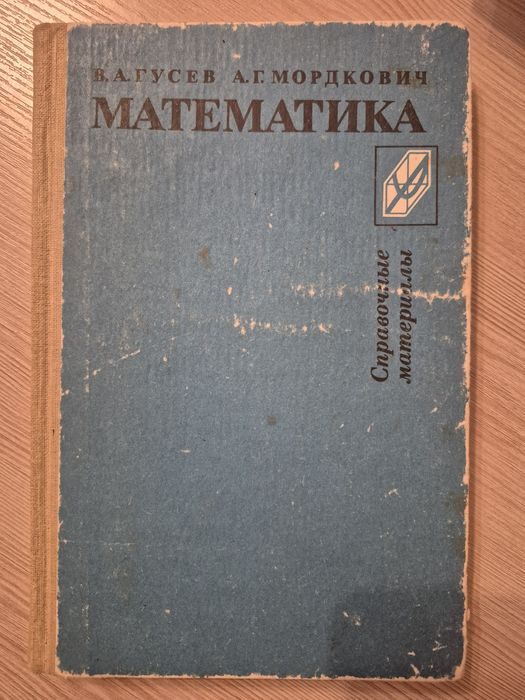 В.А.ГУСЕВ А.Г.МОРДКОВИЧ
МАТЕМАТИКА
Справочные
материалы